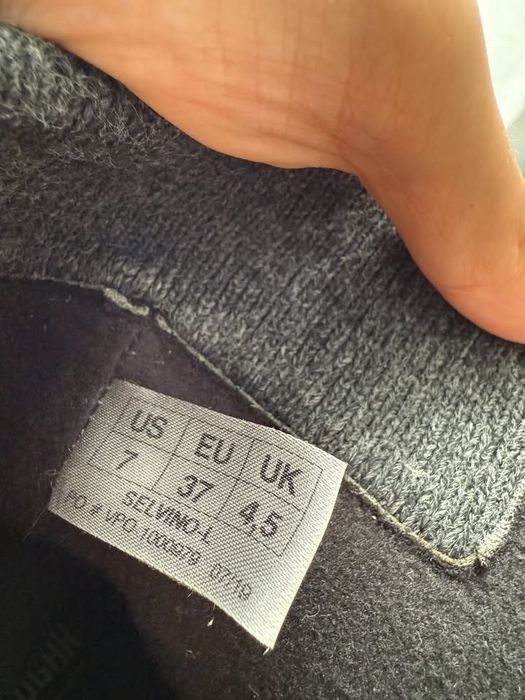 US EU UK
7 37 4,5
SELVINO-L
PO # VPO 1000979 07/19